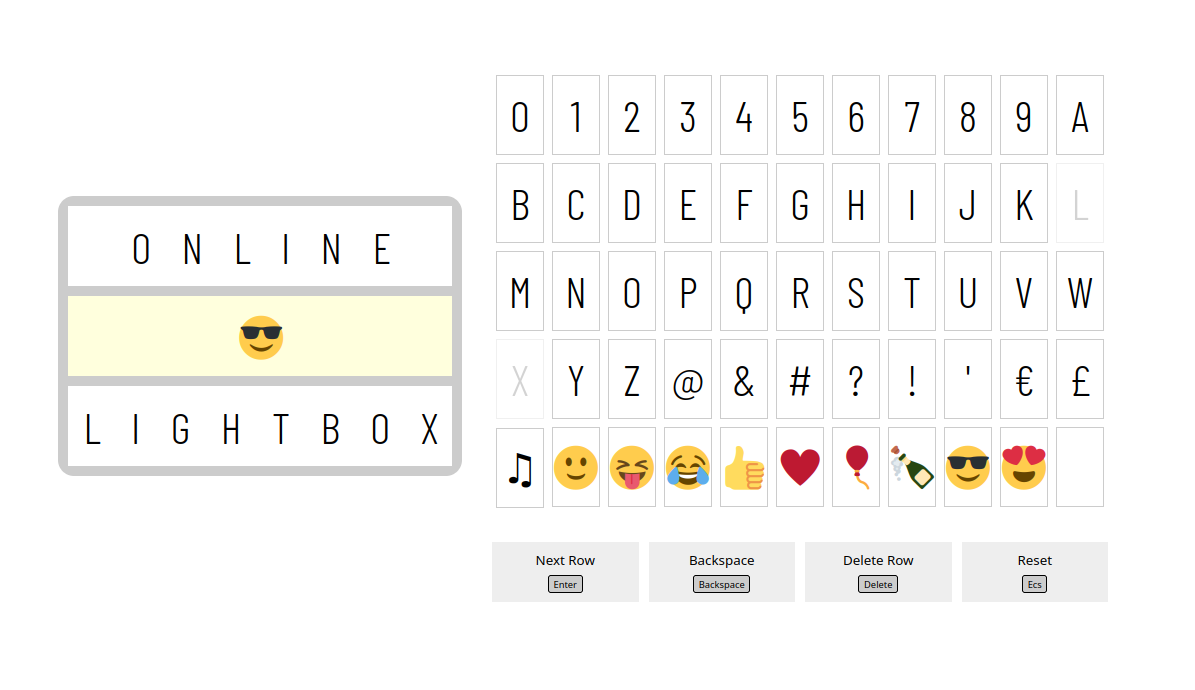 ONLINE
😎
LIGHTBOX
0 1 2 3 4 5 6 7 8 9 A
B C D E F G H I J K L
M N O P Q R S T U V W
X Y Z @ & # ? ! ' € £
♫ 🙂 😝 😂 👍 ❤ 🎈 🍾 😎 😍
Next Row Backspace Delete Row Reset
Enter Backspace Delete Ecs